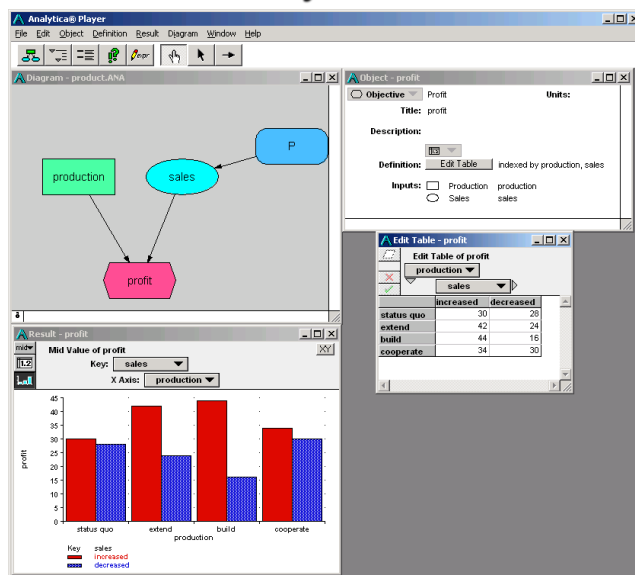 Analytica® Player
File Edit Object Definition Result Diagram Window Help
expr
Diagram - product.ANA
P
production
sales
profit
Object - profit
Objective Profit Units:
Title: profit
Description:
Definition: Edit Table indexed by production, sales
Inputs: Production production
Sales sales
Edit Table - profit
Edit Table of profit
production
sales
increased decreased
status quo 30 28
extend 42 24
build 44 16
cooperate 34 30
Result - profit
mid
Mid Value of profit
XY
1.2
Key: sales
X Axis: production
45
40
35
30
25
20
15
10
5
0
profit
status quo extend build cooperate
production
Key sales
increased
decreased